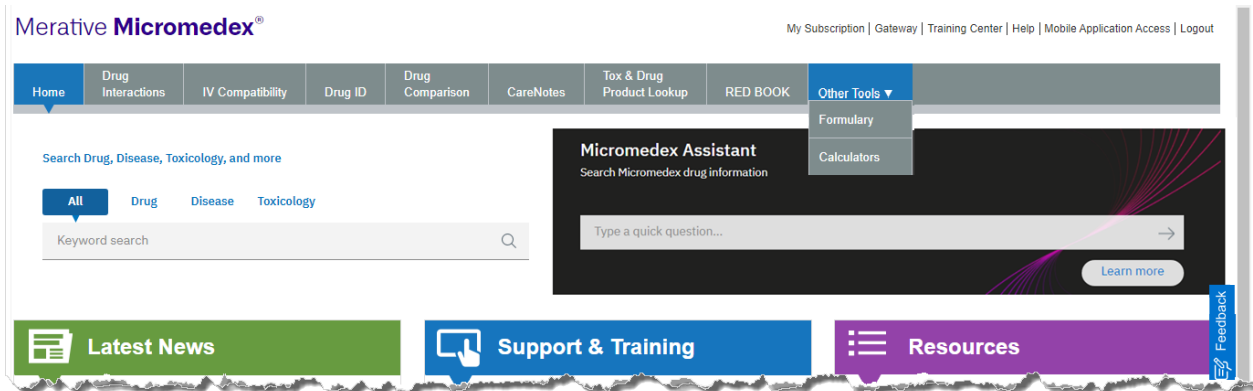 Merative Micromedex®
My Subscription | Gateway | Training Center | Help | Mobile Application Access | Logout
Home
Drug
Interactions
IV Compatibility
Drug ID
Drug
Comparison
CareNotes
Tox & Drug
Product Lookup
RED BOOK
Other Tools ▼
Formulary
Calculators
Search Drug, Disease, Toxicology, and more
All Drug Disease Toxicology
Keyword search
Micromedex Assistant
Search Micromedex drug information
Type a quick question...
Learn more
Feedback
Latest News
Support & Training
Resources